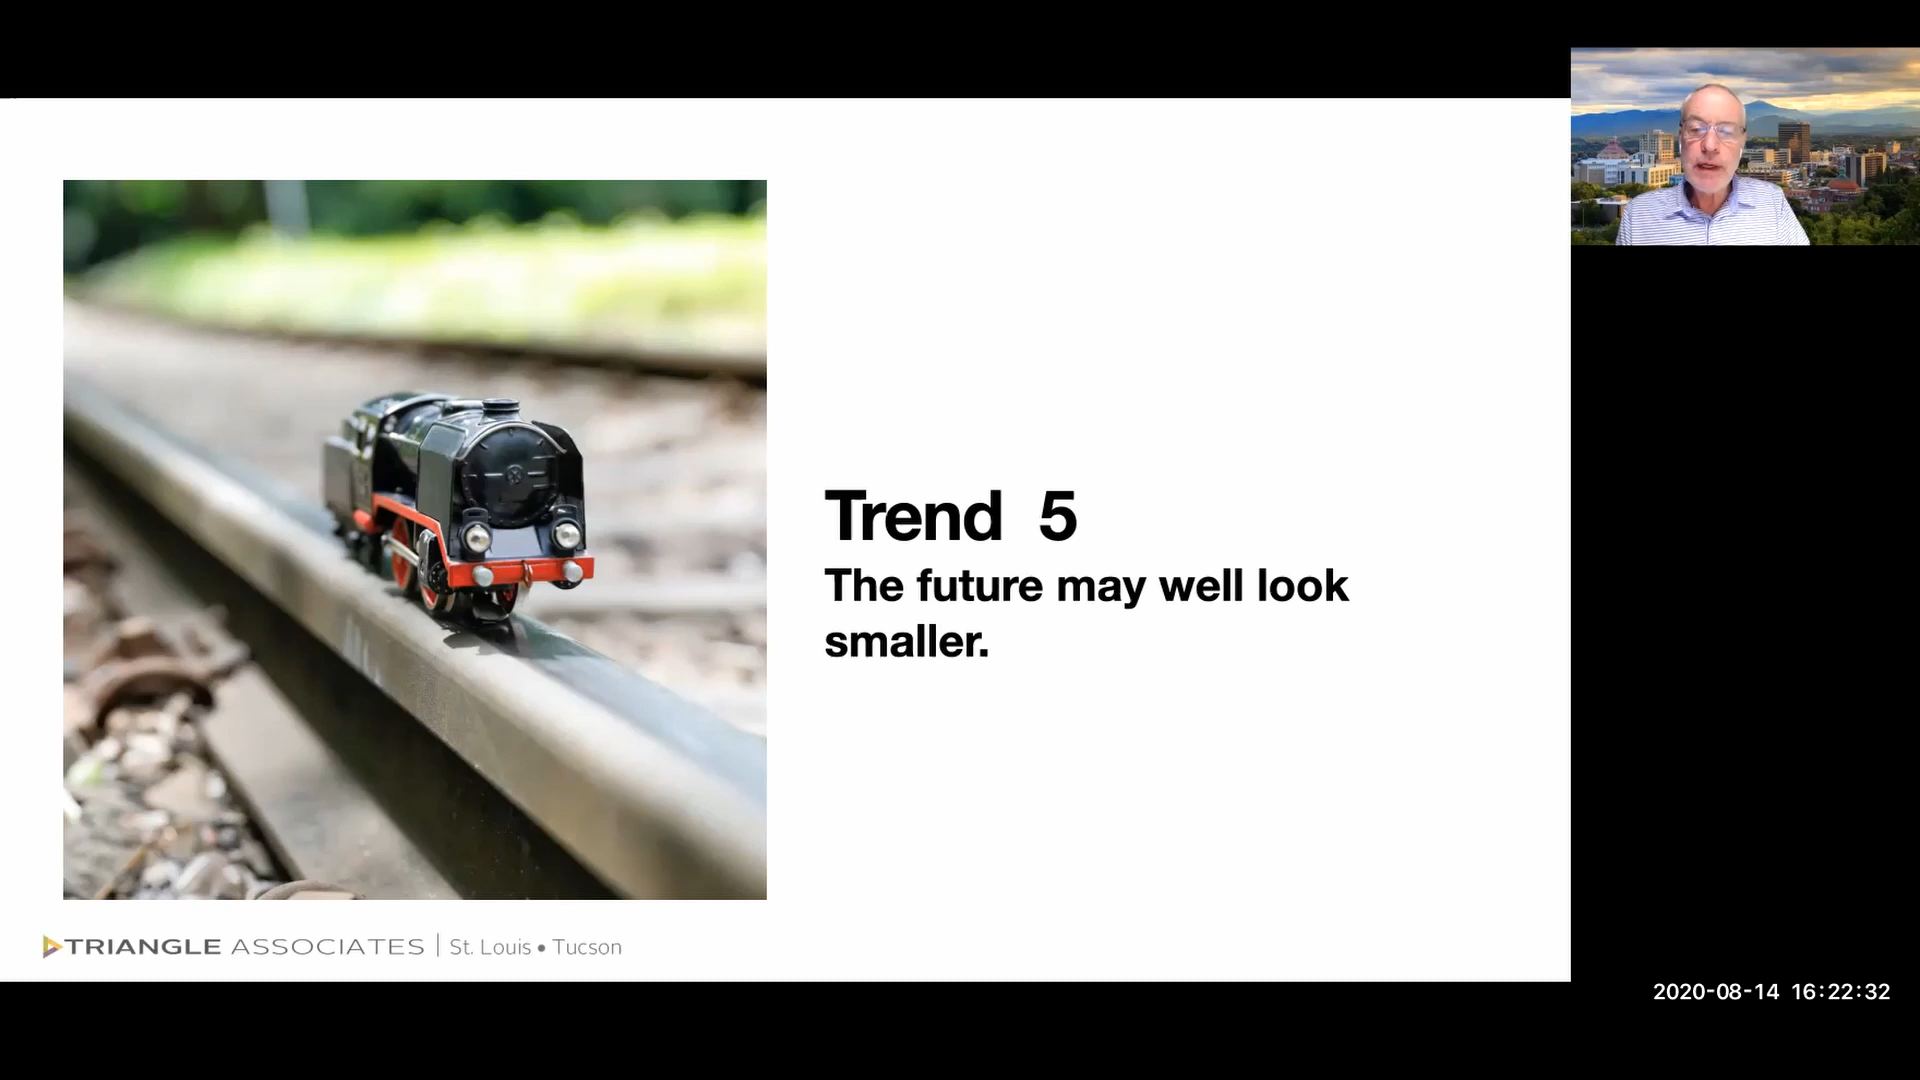 Trend 5
The future may well look
smaller.
TRIANGLE ASSOCIATES | St. Louis • Tucson
2020-08-14 16:22:32